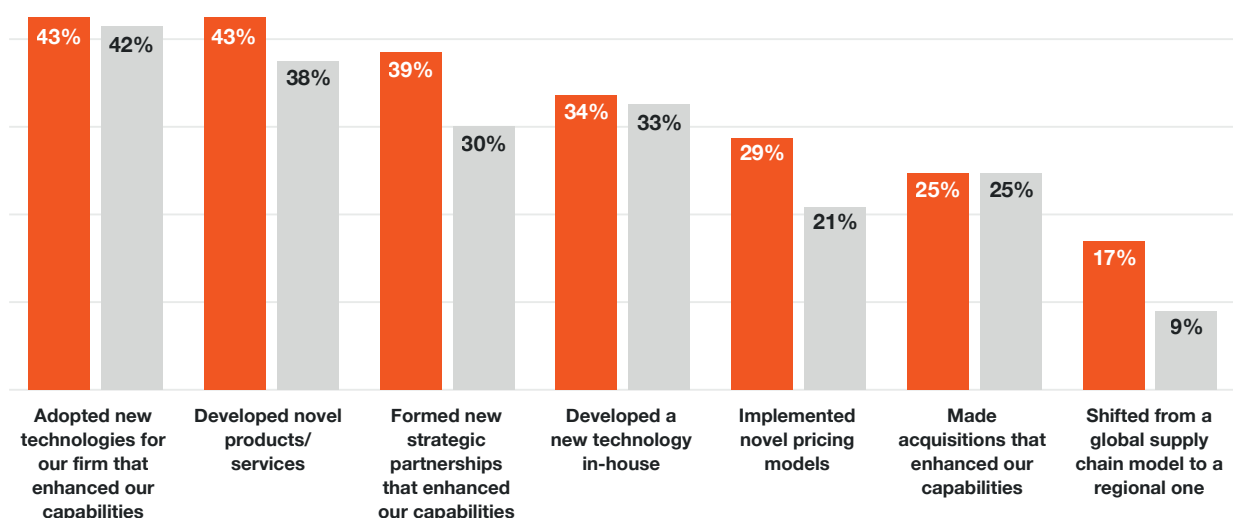 43%
42%
43%
38%
39%
30%
34%
33%
29%
21%
25%
25%
17%
9%
Adopted new
technologies for
our firm that
enhanced our
capabilities
Developed novel
products/
services
Formed new
strategic
partnerships
that enhanced
our capabilities
Developed a
new technology
in-house
Implemented
novel pricing
models
Made
acquisitions that
enhanced our
capabilities
Shifted from a
global supply
chain model to a
regional one